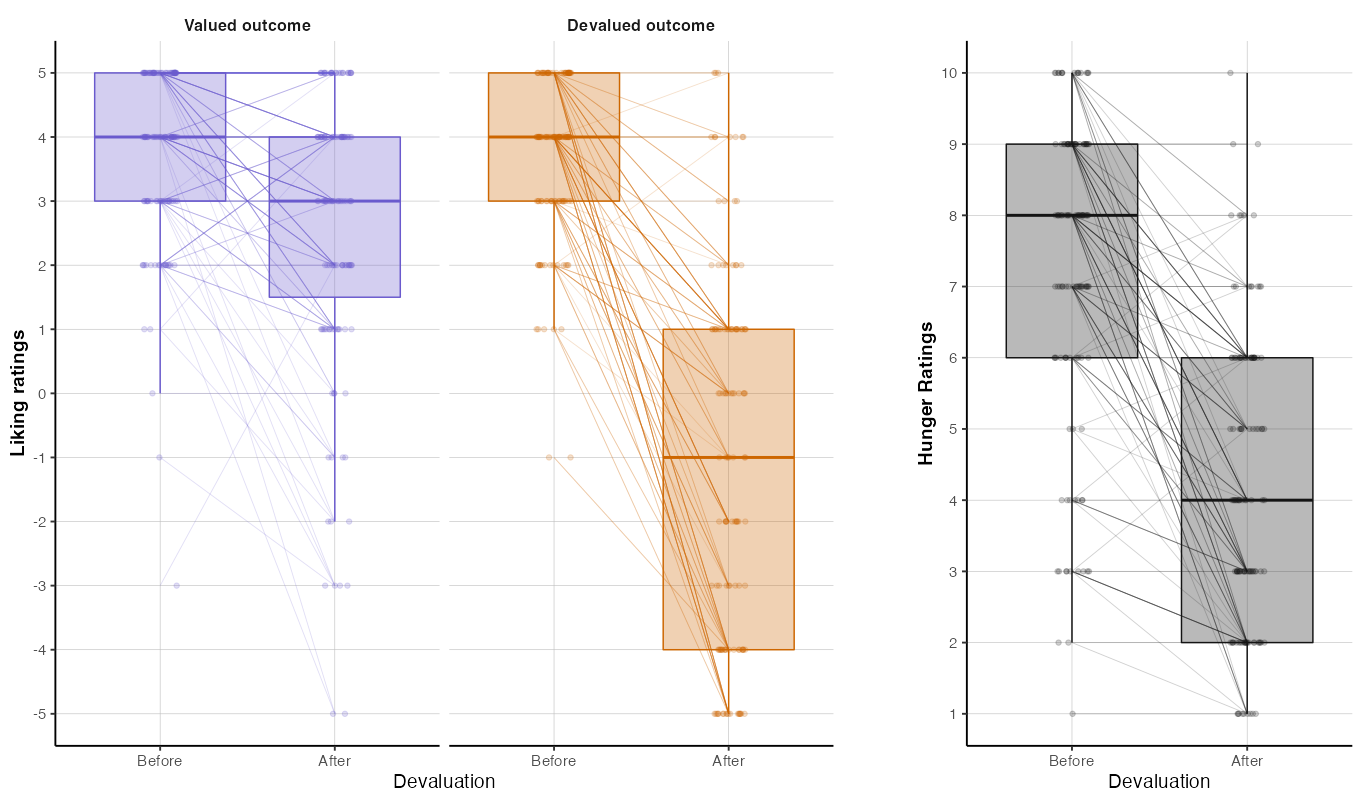 Valued outcome
Devalued outcome
Liking ratings
5
4
3
2
1
0
-1
-2
-3
-4
-5
Before
After
Before
After
Devaluation
Hunger Ratings
10
9
8
7
6
5
4
3
2
1
Before
After
Devaluation